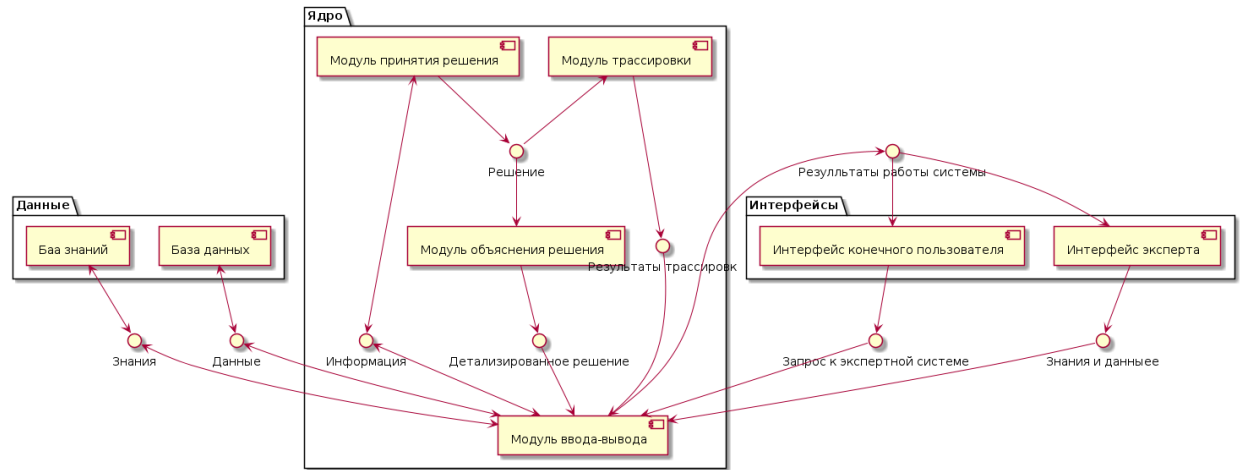 Ядро
Модуль принятия решения
Модуль трассировки
Решение
Резулльтаты работы системы
Данные
Баа знаний
База данных
Модуль объяснения решения
Результаты трассировк
Интерфейсы
Интерфейс конечного пользователя
Интерфейс эксперта
Знания
Данные
Информация
Детализированное решение
Запрос к экспертной системе
Знания и данныее
Модуль ввода-вывода